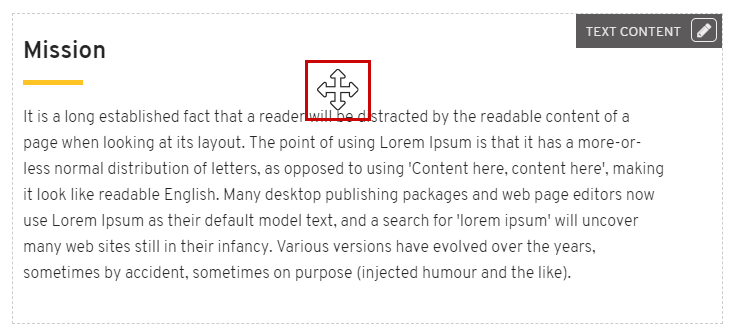 TEXT CONTENT
Mission
It is a long established fact that a reader will be distracted by the readable content of a
page when looking at its layout. The point of using Lorem Ipsum is that it has a more-or-
less normal distribution of letters, as opposed to using 'Content here, content here', making
it look like readable English. Many desktop publishing packages and web page editors now
use Lorem Ipsum as their default model text, and a search for 'lorem ipsum' will uncover
many web sites still in their infancy. Various versions have evolved over the years,
sometimes by accident, sometimes on purpose (injected humour and the like).